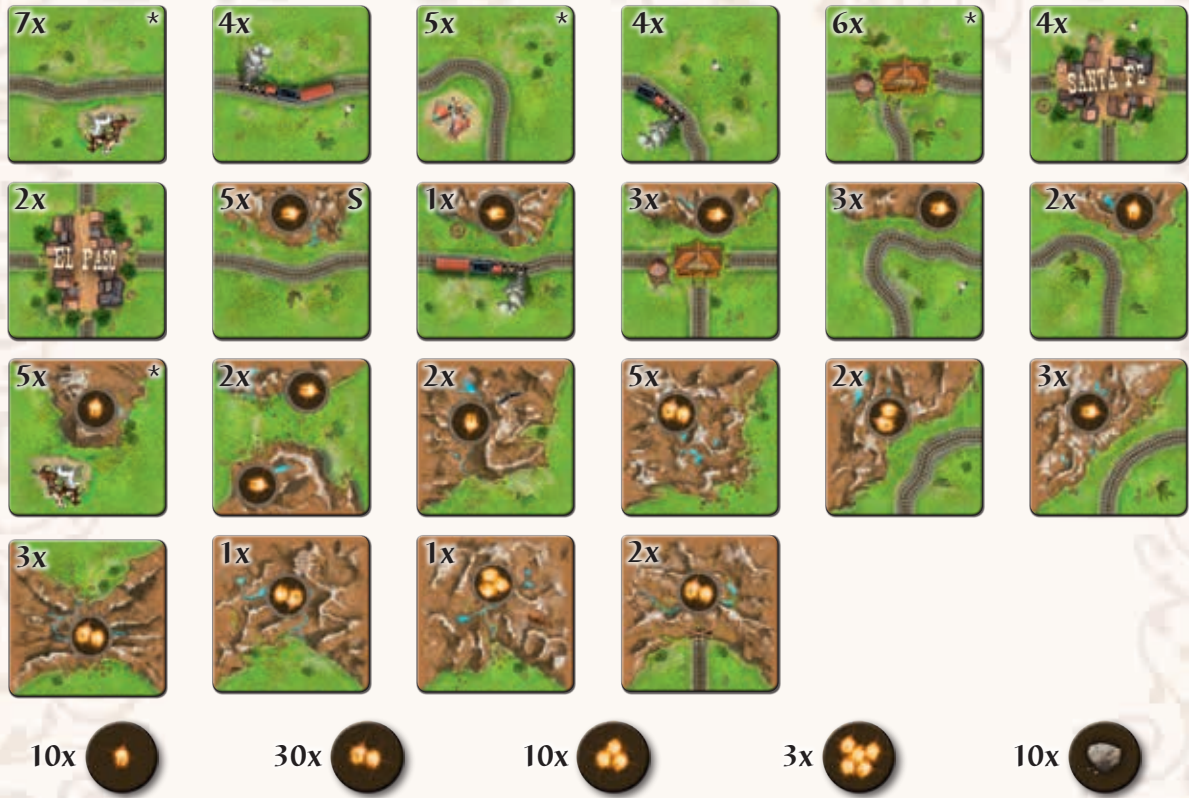 7x *
4x
5x *
4x
6x *
4x
SANTA FE
2x
EL PASO
5x S
1x
3x
3x
2x
5x *
2x
2x
5x
2x
3x
3x
1x
1x
2x
10x
30x
10x
3x
10x